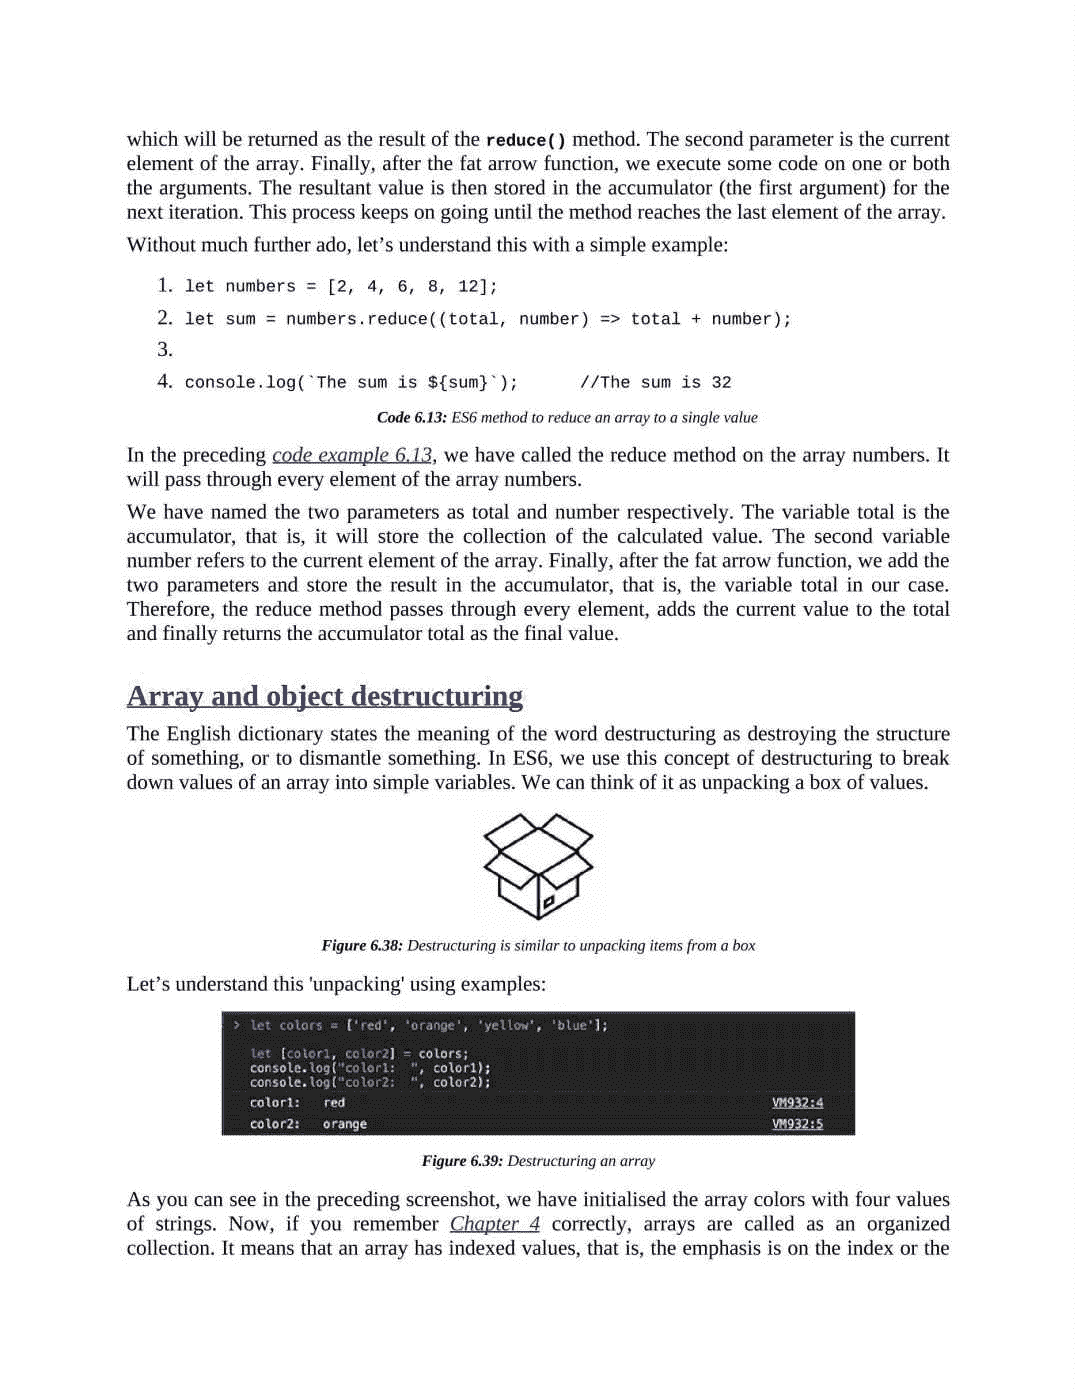 which will be returned as the result of the reduce() method. The second parameter is the current
element of the array. Finally, after the fat arrow function, we execute some code on one or both
the arguments. The resultant value is then stored in the accumulator (the first argument) for the
next iteration. This process keeps on going until the method reaches the last element of the array.
Without much further ado, let’s understand this with a simple example:
1. let numbers = [2, 4, 6, 8, 12];
2. let sum = numbers.reduce((total, number) => total + number);
3.
4. console.log(`The sum is ${sum}`);      //The sum is 32
Code 6.13: ES6 method to reduce an array to a single value
In the preceding code example 6.13, we have called the reduce method on the array numbers. It
will pass through every element of the array numbers.
We have named the two parameters as total and number respectively. The variable total is the
accumulator, that is, it will store the collection of the calculated value. The second variable
number refers to the current element of the array. Finally, after the fat arrow function, we add the
two parameters and store the result in the accumulator, that is, the variable total in our case.
Therefore, the reduce method passes through every element, adds the current value to the total
and finally returns the accumulator total as the final value.
Array and object destructuring
The English dictionary states the meaning of the word destructuring as destroying the structure
of something, or to dismantle something. In ES6, we use this concept of destructuring to break
down values of an array into simple variables. We can think of it as unpacking a box of values.
Figure 6.38: Destructuring is similar to unpacking items from a box
Let’s understand this 'unpacking' using examples:
> let colors = ['red', 'orange', 'yellow', 'blue'];
let [color1, color2] = colors;
console.log("color1:  ", color1);
console.log("color2:  ", color2);
color1:   red VM932:4
color2:   orange VM932:5
Figure 6.39: Destructuring an array
As you can see in the preceding screenshot, we have initialised the array colors with four values
of strings. Now, if you remember Chapter 4 correctly, arrays are called as an organized
collection. It means that an array has indexed values, that is, the emphasis is on the index or the